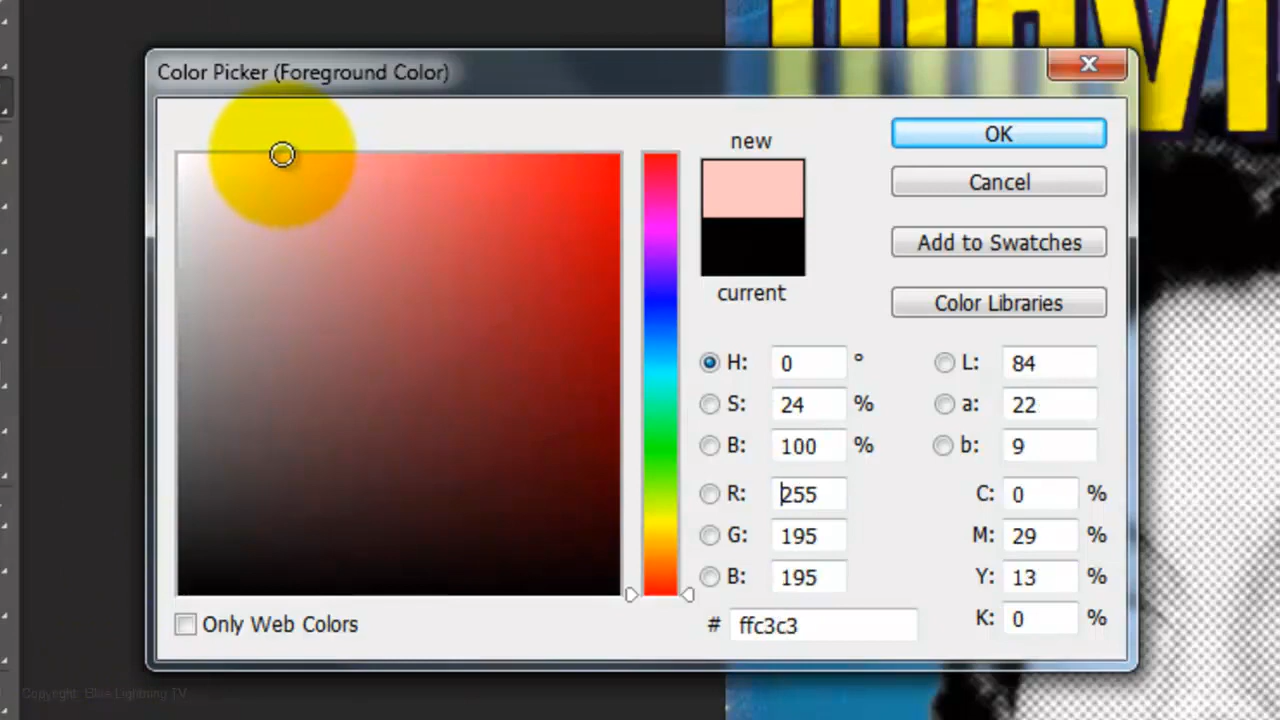 Color Picker (Foreground Color)
new
current
OK
Cancel
Add to Swatches
Color Libraries
H: 0 °
S: 24 %
B: 100 %
R: 255
G: 195
B: 195
# ffc3c3
L: 84
a: 22
b: 9
C: 0 %
M: 29 %
Y: 13 %
K: 0 %
Only Web Colors
Copyright: Blue Lightning TV